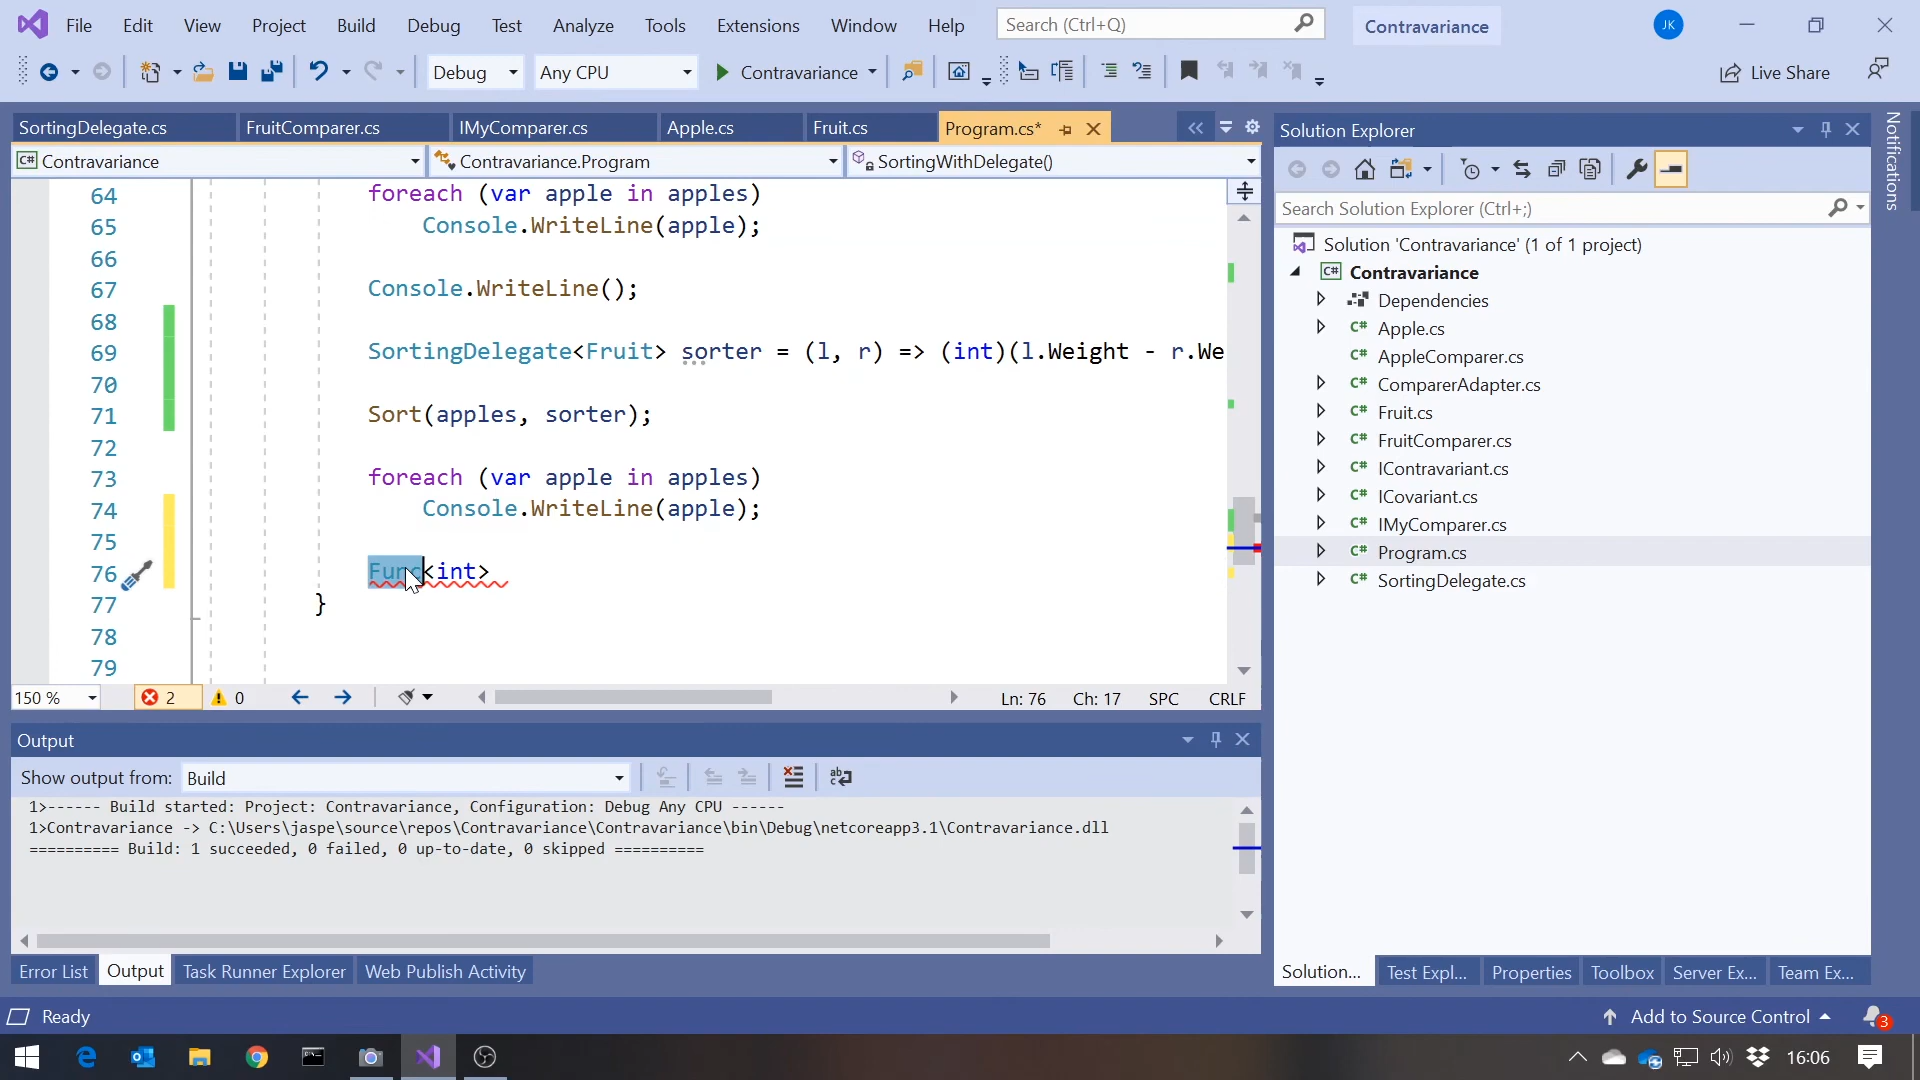 File Edit View Project Build Debug Test Analyze Tools Extensions Window Help Search (Ctrl+Q) Contravariance JK
Debug Any CPU Contravariance Live Share
SortingDelegate.cs FruitComparer.cs IMyComparer.cs Apple.cs Fruit.cs Program.cs*
C# Contravariance Contravariance.Program SortingWithDelegate()
64 foreach (var apple in apples)
65 Console.WriteLine(apple);
66
67 Console.WriteLine();
68
69 SortingDelegate<Fruit> sorter = (l, r) => (int)(l.Weight - r.We
70
71 Sort(apples, sorter);
72
73 foreach (var apple in apples)
74 Console.WriteLine(apple);
75
76 Func<int>
77 }
78
79
150 % 2 0 Ln: 76 Ch: 17 SPC CRLF
Output
Show output from: Build
1>------ Build started: Project: Contravariance, Configuration: Debug Any CPU ------
1>Contravariance -> C:\Users\jaspe\source\repos\Contravariance\Contravariance\bin\Debug\netcoreapp3.1\Contravariance.dll
========== Build: 1 succeeded, 0 failed, 0 up-to-date, 0 skipped ==========
Error List Output Task Runner Explorer Web Publish Activity
Solution Explorer
Search Solution Explorer (Ctrl+;)
Solution 'Contravariance' (1 of 1 project)
C# Contravariance
Dependencies
C# Apple.cs
C# AppleComparer.cs
C# ComparerAdapter.cs
C# Fruit.cs
C# FruitComparer.cs
C# IContravariant.cs
C# ICovariant.cs
C# IMyComparer.cs
C# Program.cs
C# SortingDelegate.cs
Solution... Test Expl... Properties Toolbox Server Ex... Team Ex...
Notifications
Ready Add to Source Control 3
16:06